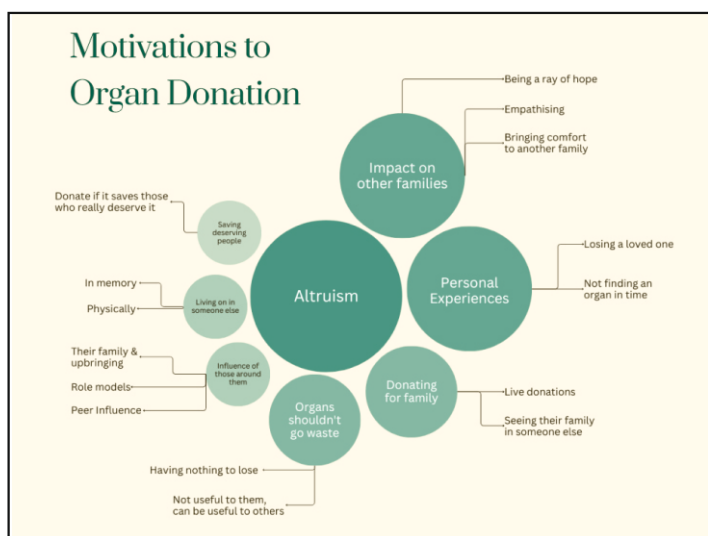 Motivations to
Organ Donation
Being a ray of hope
Empathising
Bringing comfort
to another family
Impact on
other families
Donate if it saves those
who really deserve it
Saving
deserving
people
Losing a loved one
Not finding an
organ in time
Personal
Experiences
Altruism
In memory
Physically
Living on in
someone else
Their family &
upbringing
Role models
Peer Influence
Influence of
those around
them
Donating
for family
Live donations
Seeing their family
in someone else
Organs
shouldn't
go waste
Having nothing to lose
Not useful to them,
can be useful to others